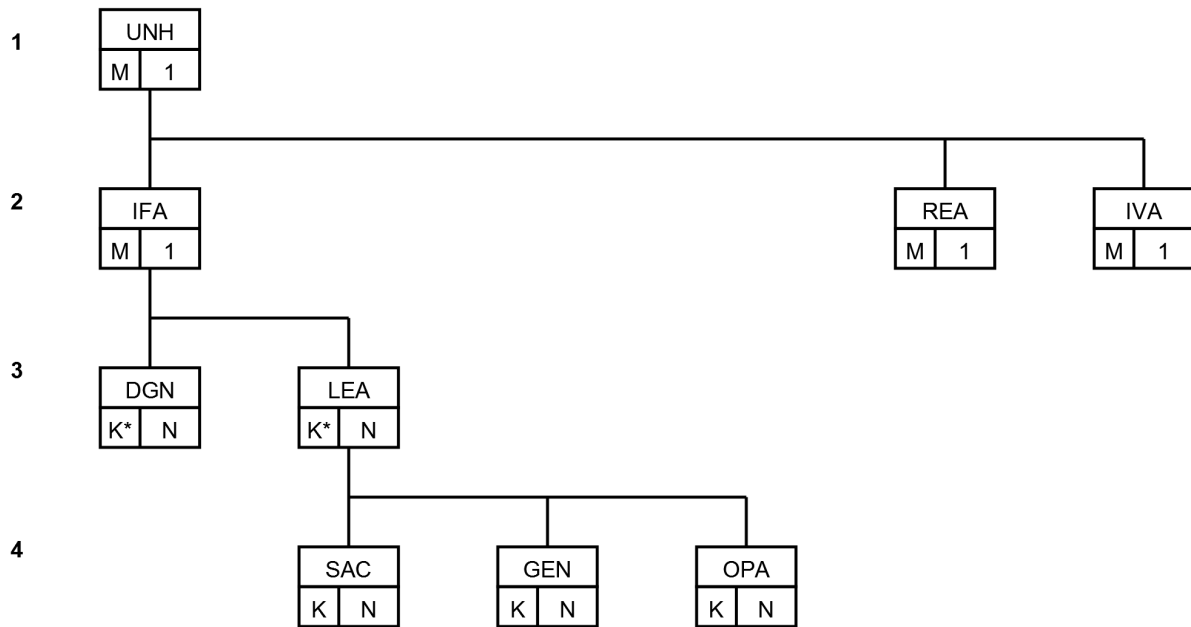 1
UNH
M 1
2
IFA
M 1
REA
M 1
IVA
M 1
3
DGN
K* N
LEA
K* N
4
SAC
K N
GEN
K N
OPA
K N